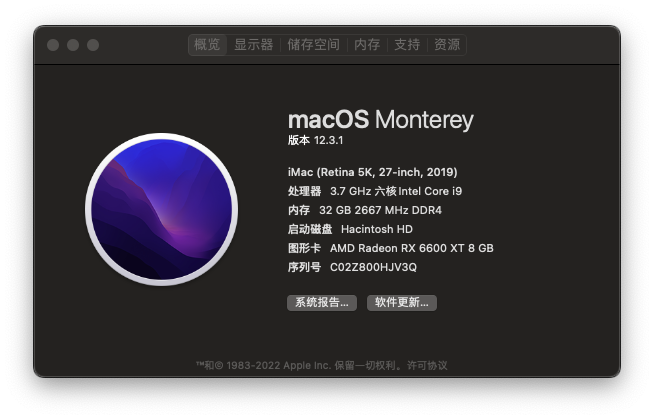 概览 显示器 储存空间 内存 支持 资源
macOS Monterey
版本 12.3.1
iMac (Retina 5K, 27-inch, 2019)
处理器 3.7 GHz 六核Intel Core i9
内存 32 GB 2667 MHz DDR4
启动磁盘 Hacintosh HD
图形卡 AMD Radeon RX 6600 XT 8 GB
序列号 C02Z800HJV3Q
系统报告... 软件更新...
™和© 1983-2022 Apple Inc. 保留一切权利。许可协议